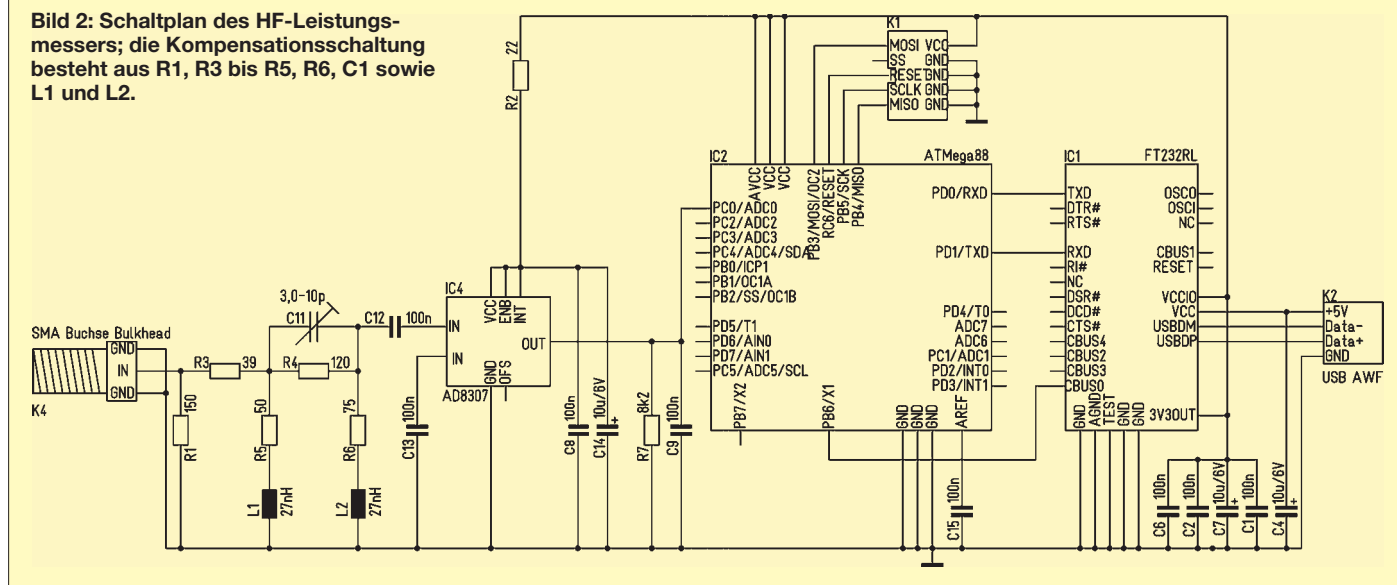 Bild 2: Schaltplan des HF-Leistungs-
messers; die Kompensationsschaltung
besteht aus R1, R3 bis R5, R6, C1 sowie
L1 und L2.
R2
22
K1
MOSI VCC
SS GND
RESET GND
SCLK GND
MISO GND
IC2
ATMega88
AVCC
VCC
VCC
PB3/MOSI/OC2
RC6/RESET
PB5/SCK
PB4/MISO
PC0/ADC0
PC2/ADC2
PC3/ADC3
PC4/ADC4/SDA
PB0/ICP1
PB1/OC1A
PB2/SS/OC1B
PD5/T1
PD6/AIN0
PD7/AIN1
PC5/ADC5/SCL
PB7/X2
PB6/X1
GND
GND
GND
AREF
PD0/RXD
PD1/TXD
PD4/T0
ADC7
ADC6
PC1/ADC1
PD2/INT0
PD3/INT1
IC1
FT232RL
TXD
DTR#
RTS#
RXD
RI#
NC
DSR#
DCD#
CTS#
CBUS4
CBUS2
CBUS3
CBUS0
OSCO
OSCI
NC
CBUS1
RESET
VCCIO
VCC
USBDM
USBDP
3V3OUT
GND
AGND
TEST
GND
GND
K2
+5V
Data-
Data+
GND
USB AWF
SMA Buchse Bulkhead
GND
IN
GND
K4
R1
150
R3
39
C11
3,0-10p
R4
120
R5
50
R6
75
L1
27nH
L2
27nH
C12
100n
C13
100n
IC4
AD8307
IN
IN
VCC
ENB
INT
OUT
GND
OFS
C8
100n
C14
10u/6V
+
R7
8k2
C9
100n
C15
100n
C6
100n
C2
100n
C7
10u/6V
+
C1
100n
C4
10u/6V
+